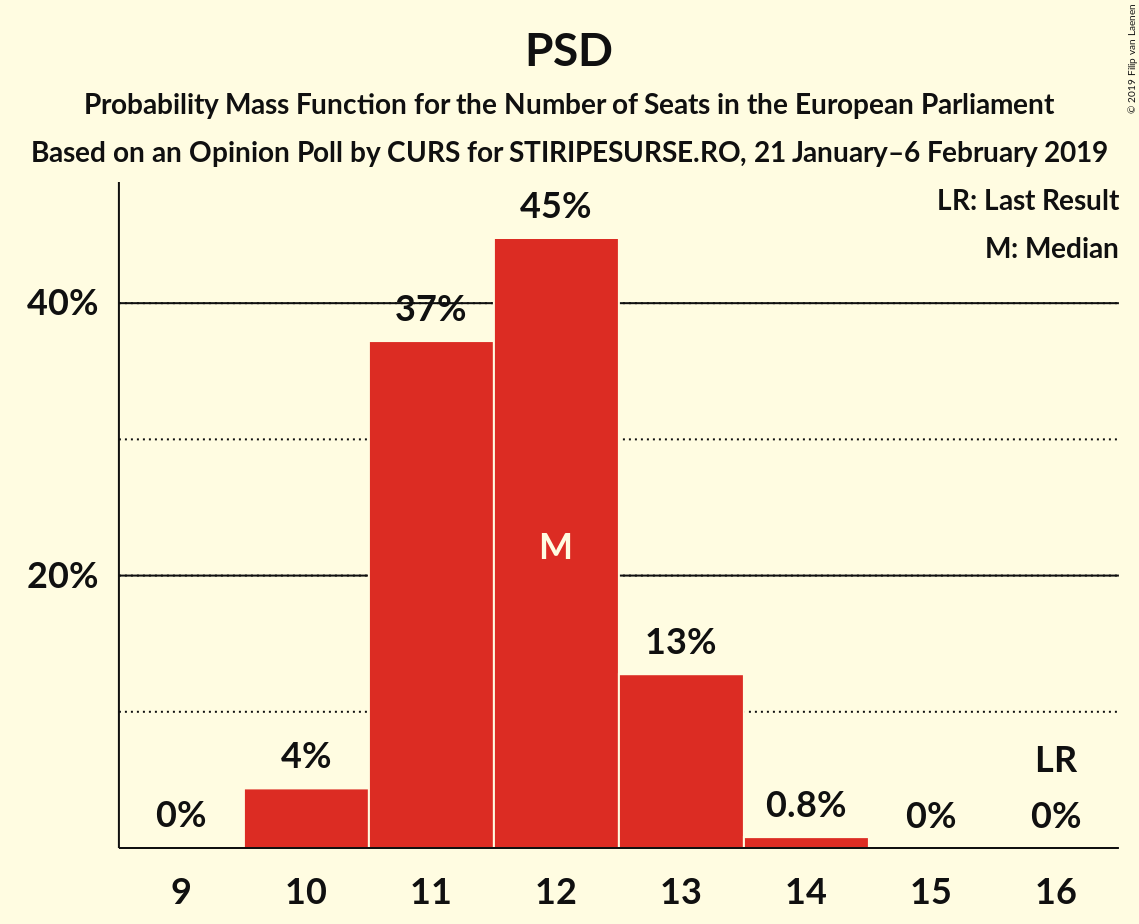 PSD
Probability Mass Function for the Number of Seats in the European Parliament
Based on an Opinion Poll by CURS for STIRIPESURSE.RO, 21 January–6 February 2019
© 2019 Filip van Laenen
LR: Last Result
M: Median
40%
20%
0%
4%
37%
45%
M
13%
0.8%
0%
LR
0%
9 10 11 12 13 14 15 16